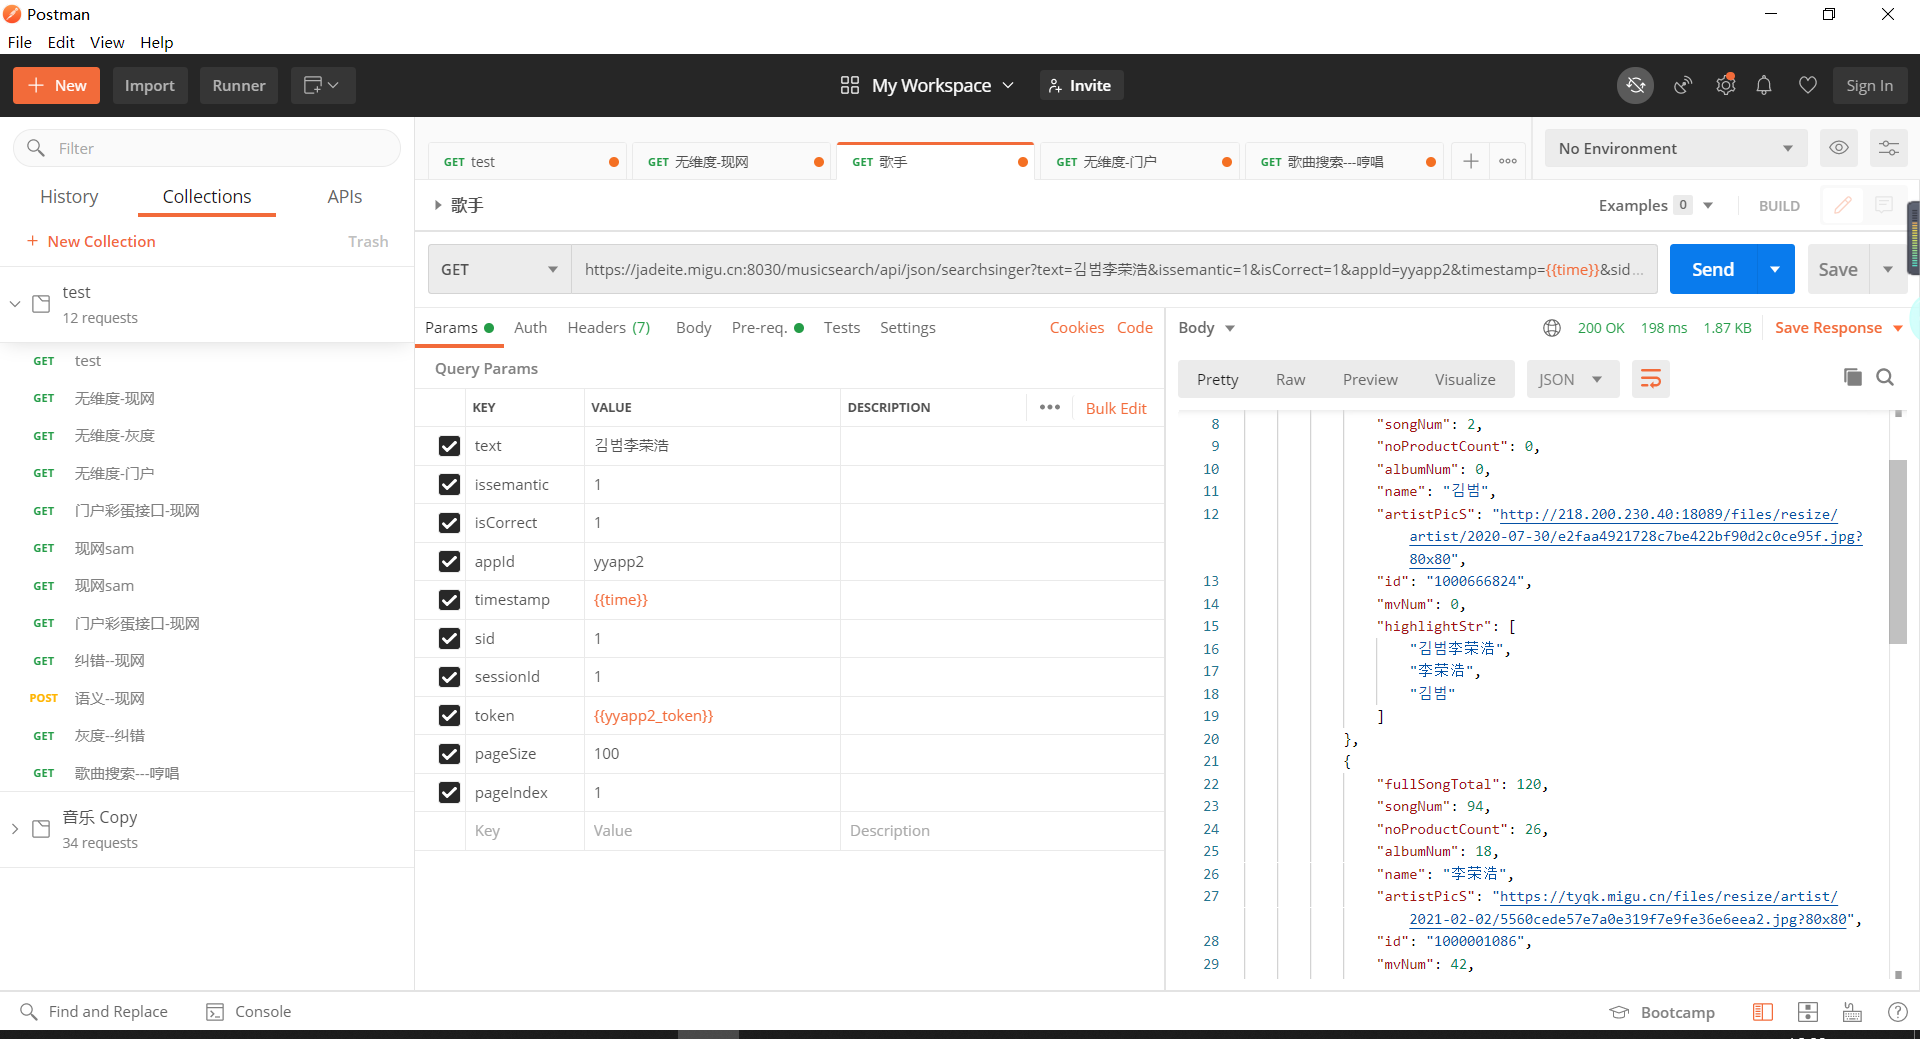 Postman
File Edit View Help
New Import Runner My Workspace Invite Sign In
Filter
History Collections APIs
+ New Collection Trash
test
12 requests
GET test
GET 无维度-现网
GET 无维度-灰度
GET 无维度-门户
GET 门户彩蛋接口-现网
GET 现网sam
GET 现网sam
GET 门户彩蛋接口-现网
GET 纠错--现网
POST 语义--现网
GET 灰度--纠错
GET 歌曲搜索---哼唱
音乐 Copy
34 requests
GET test GET 无维度-现网 GET 歌手 GET 无维度-门户 GET 歌曲搜索---哼唱 No Environment
歌手 Examples 0 BUILD
GET https://jadeite.migu.cn:8030/musicsearch/api/json/searchsinger?text=김범李荣浩&issemantic=1&isCorrect=1&appId=yyapp2&timestamp={{time}}&sid... Send Save
Params Auth Headers (7) Body Pre-req. Tests Settings Cookies Code
Query Params
KEY VALUE DESCRIPTION ••• Bulk Edit
text 김범李荣浩
issemantic 1
isCorrect 1
appId yyapp2
timestamp {{time}}
sid 1
sessionId 1
token {{yyapp2_token}}
pageSize 100
pageIndex 1
Key Value Description
Body 200 OK 198 ms 1.87 KB Save Response
Pretty Raw Preview Visualize JSON
8 "songNum": 2,
9 "noProductCount": 0,
10 "albumNum": 0,
11 "name": "김범",
12 "artistPicS": "http://218.200.230.40:18089/files/resize/
artist/2020-07-30/e2faa4921728c7be422bf90d2c0ce95f.jpg?
80x80",
13 "id": "1000666824",
14 "mvNum": 0,
15 "highlightStr": [
16 "김범李荣浩",
17 "李荣浩",
18 "김범"
19 ]
20 },
21 {
22 "fullSongTotal": 120,
23 "songNum": 94,
24 "noProductCount": 26,
25 "albumNum": 18,
26 "name": "李荣浩",
27 "artistPicS": "https://tyqk.migu.cn/files/resize/artist/
2021-02-02/5560cede57e7a0e319f7e9fe36e6eea2.jpg?80x80",
28 "id": "1000001086",
29 "mvNum": 42,
Find and Replace Console Bootcamp